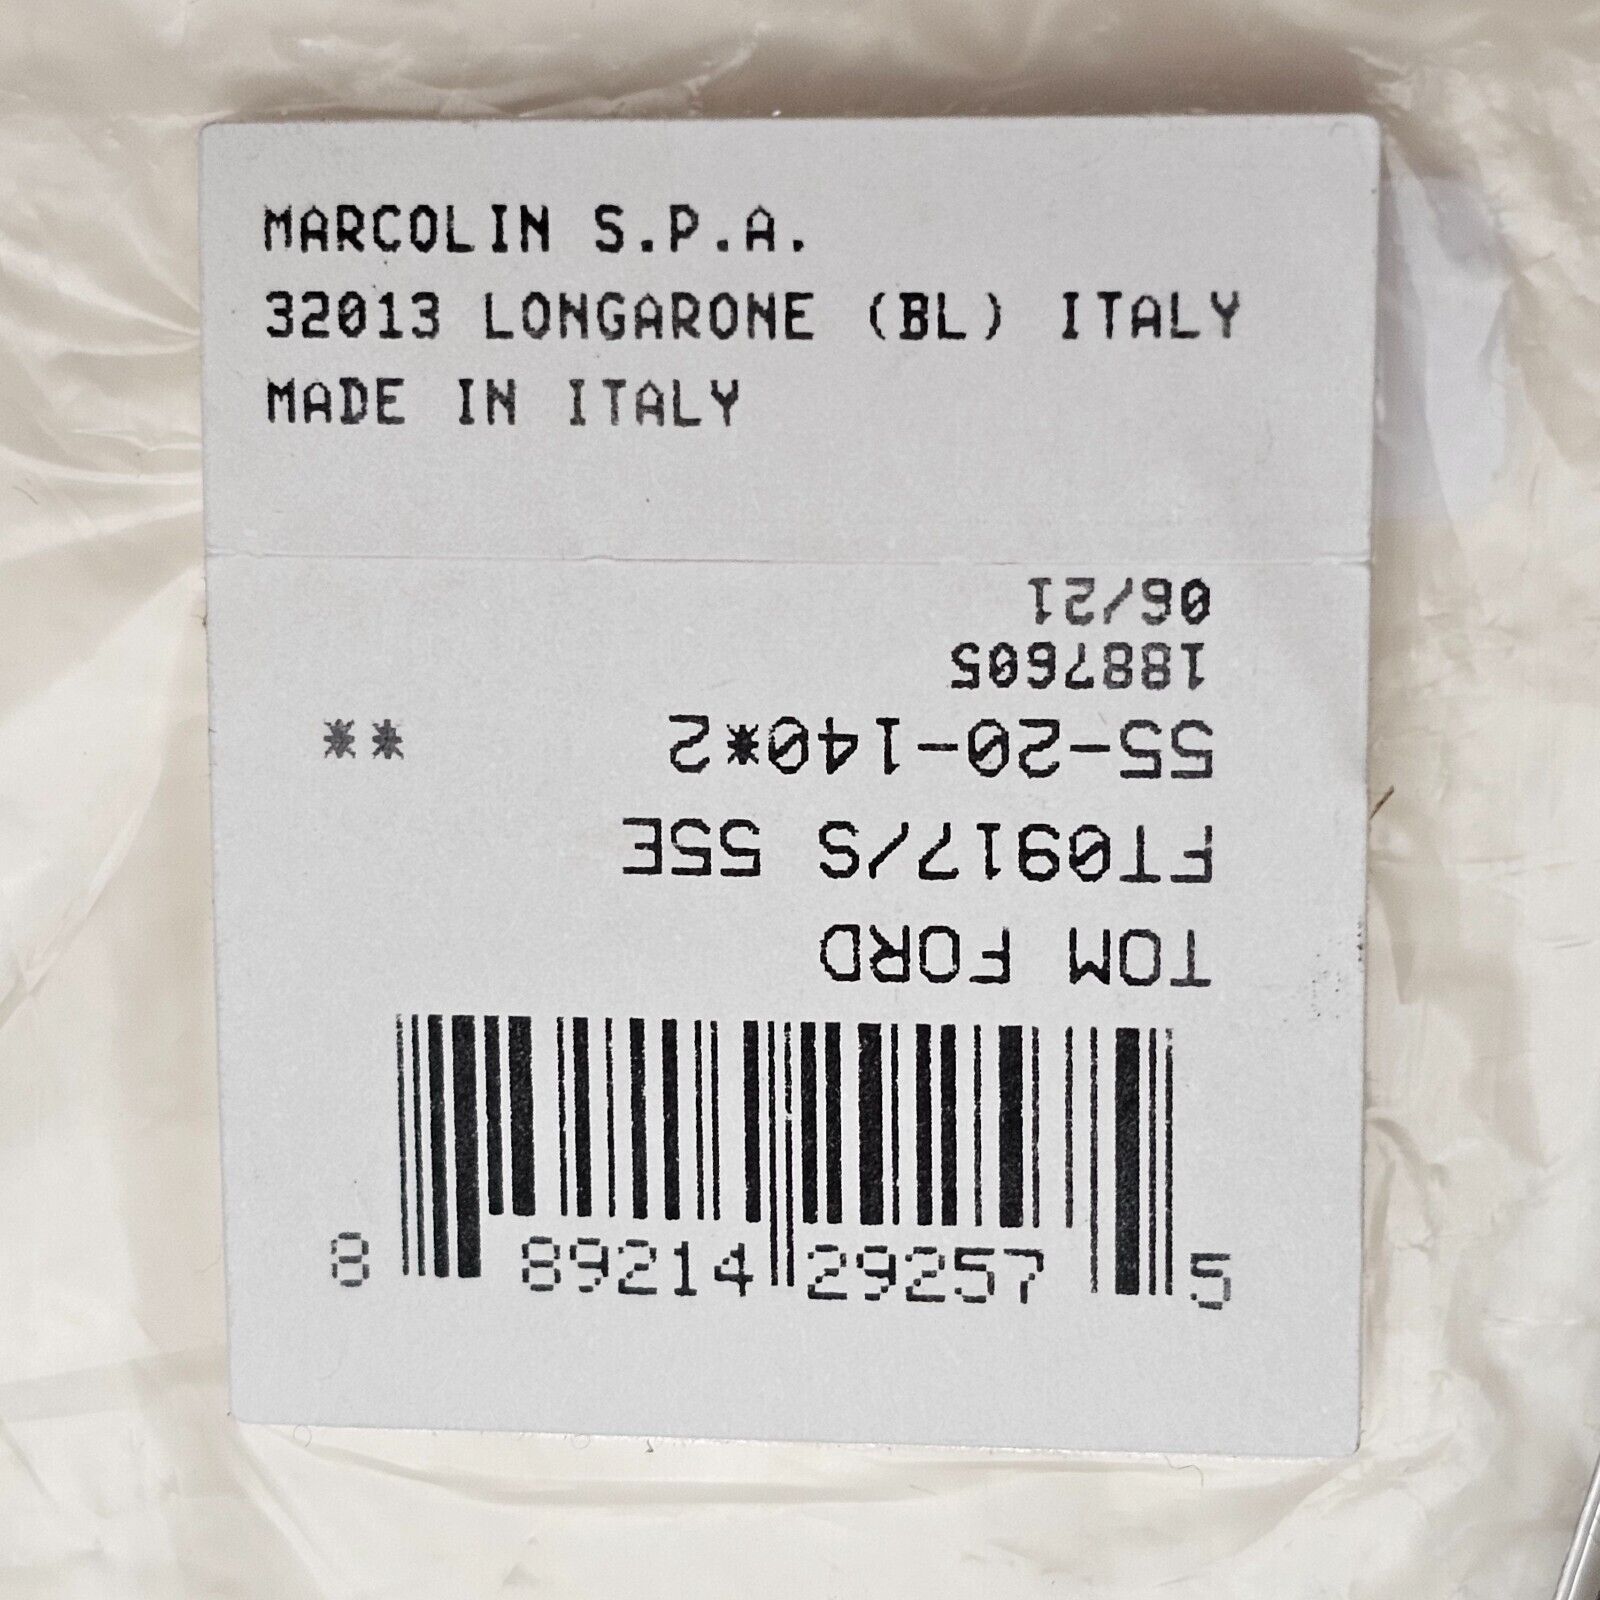 MARCOLIN S.P.A.
32013 LONGARONE (BL) ITALY
MADE IN ITALY
TOM FORD
FT0917/S 55E
55-20-140*2 **
1887605
06/21
8 89214 29257 5